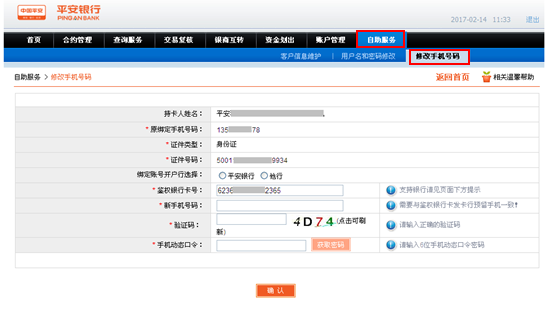 中国平安 平安银行
PINGAN BANK
2017-02-14 11:33 退出
首页 合约管理 查询服务 交易复核 银商互转 资金划出 账户管理 自助服务
客户信息维护 | 用户名和密码修改 修改手机号码
自助服务 > 修改手机号码 返回首页 相关温馨帮助
持卡人姓名： 平安
* 原绑定手机号码： 135 78
* 证件类型： 身份证
* 证件号码： 5001 9934
绑定账号开户行选择： 平安银行 他行
* 鉴权银行卡号： 6236 2365 支持银行请见页面下方提示
* 新手机号码： 需要与鉴权银行卡发卡行预留手机一致!
* 验证码： 4D74 (点击可刷新) 请输入正确的验证码
* 手机动态口令： 获取密码 请输入6位手机动态口令密码
确 认